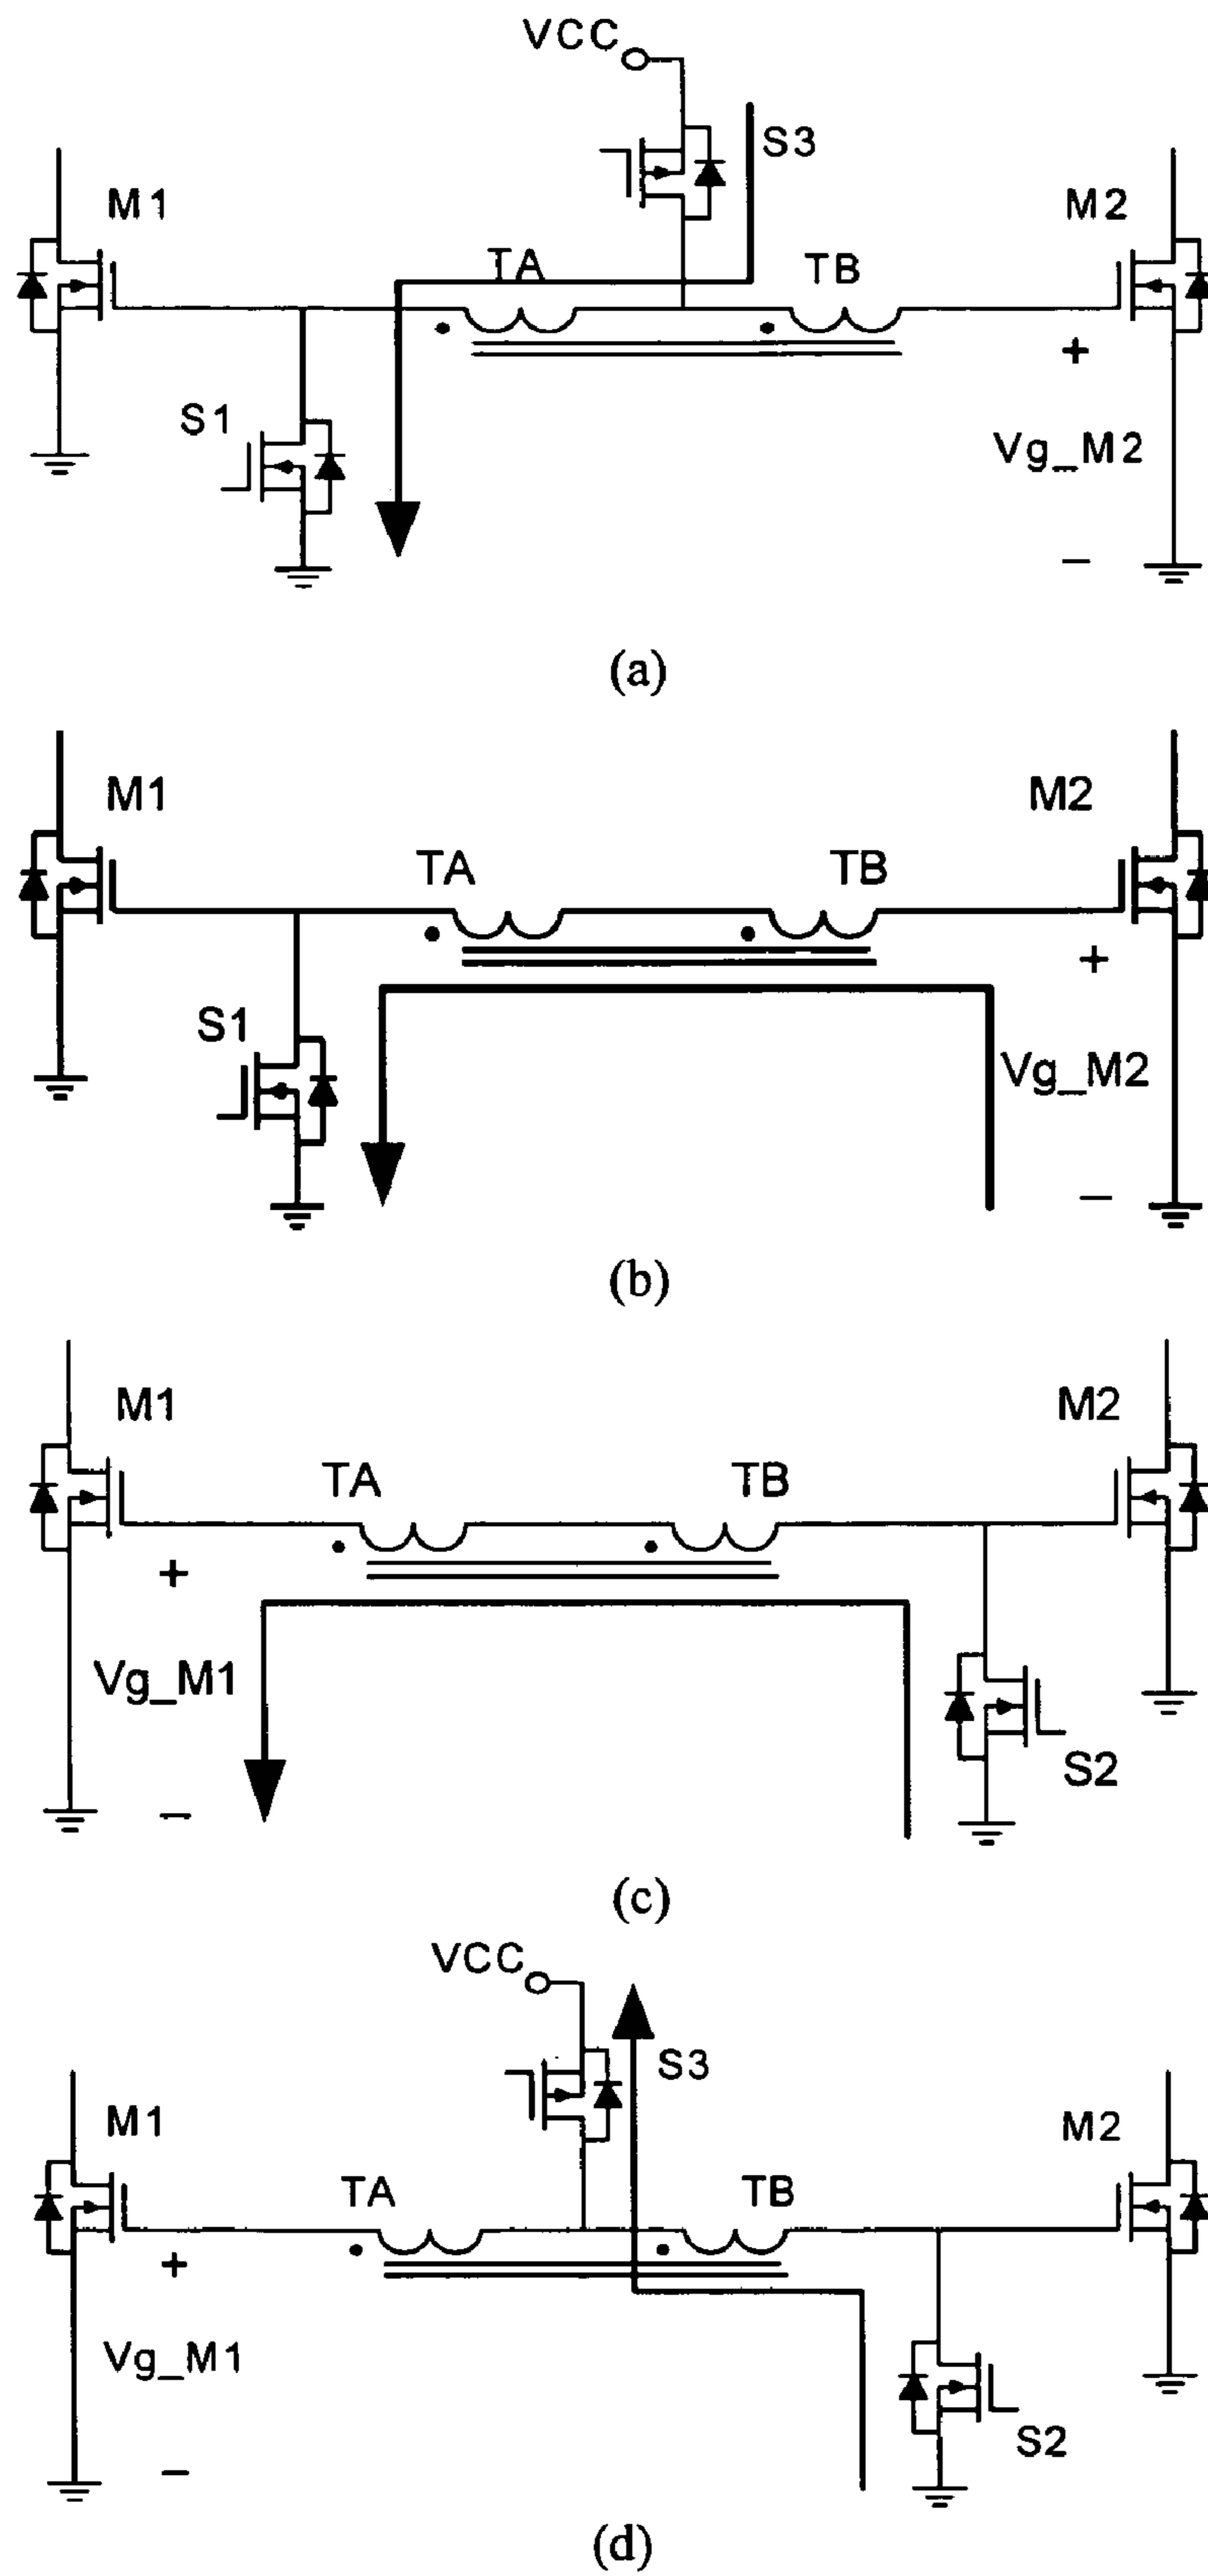 VCC
S3
M1
M2
TA
TB
+
S1
Vg_M2
–
(a)
M1
M2
TA
TB
+
S1
Vg_M2
–
(b)
M1
M2
TA
TB
+
Vg_M1
S2
–
(c)
VCC
S3
M1
M2
TA
TB
+
Vg_M1
S2
–
(d)